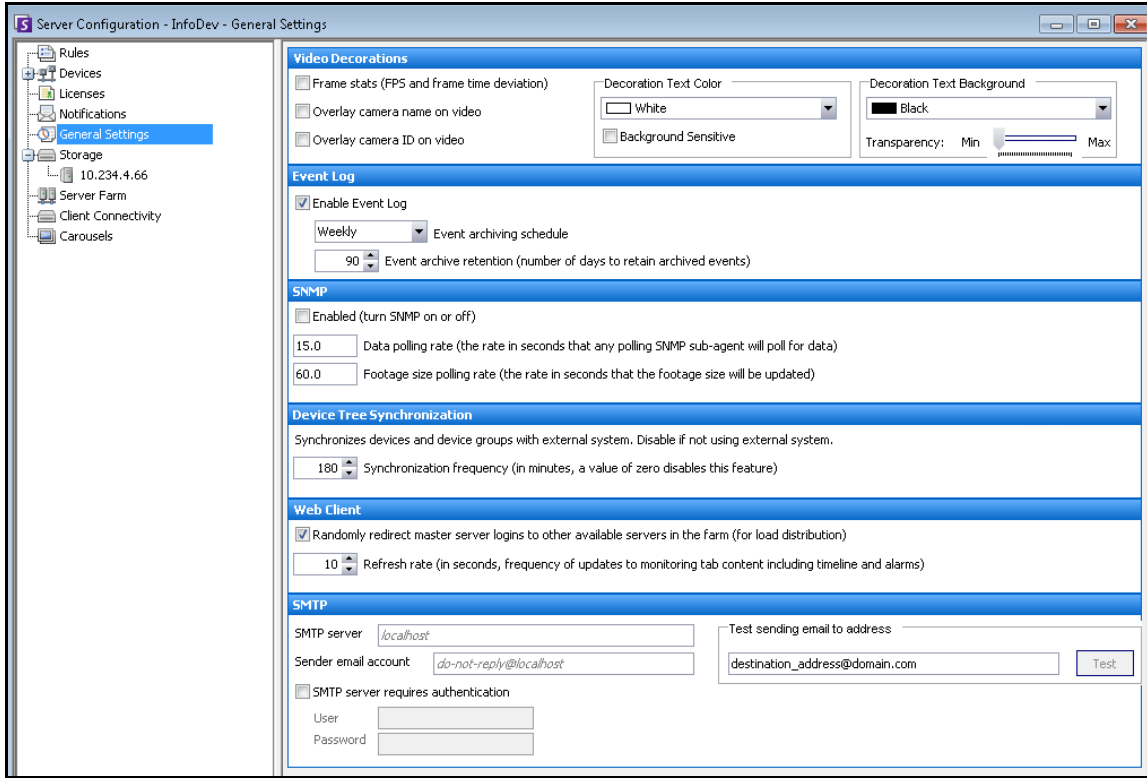 Server Configuration - InfoDev - General Settings
Rules
Devices
Licenses
Notifications
General Settings
Storage
10.234.4.66
Server Farm
Client Connectivity
Carousels
Video Decorations
Frame stats (FPS and frame time deviation)
Overlay camera name on video
Overlay camera ID on video
Decoration Text Color
White
Background Sensitive
Decoration Text Background
Black
Transparency: Min Max
Event Log
Enable Event Log
Weekly Event archiving schedule
90 Event archive retention (number of days to retain archived events)
SNMP
Enabled (turn SNMP on or off)
15.0 Data polling rate (the rate in seconds that any polling SNMP sub-agent will poll for data)
60.0 Footage size polling rate (the rate in seconds that the footage size will be updated)
Device Tree Synchronization
Synchronizes devices and device groups with external system. Disable if not using external system.
180 Synchronization frequency (in minutes, a value of zero disables this feature)
Web Client
Randomly redirect master server logins to other available servers in the farm (for load distribution)
10 Refresh rate (in seconds, frequency of updates to monitoring tab content including timeline and alarms)
SMTP
SMTP server localhost
Sender email account do-not-reply@localhost
SMTP server requires authentication
User
Password
Test sending email to address
destination_address@domain.com Test